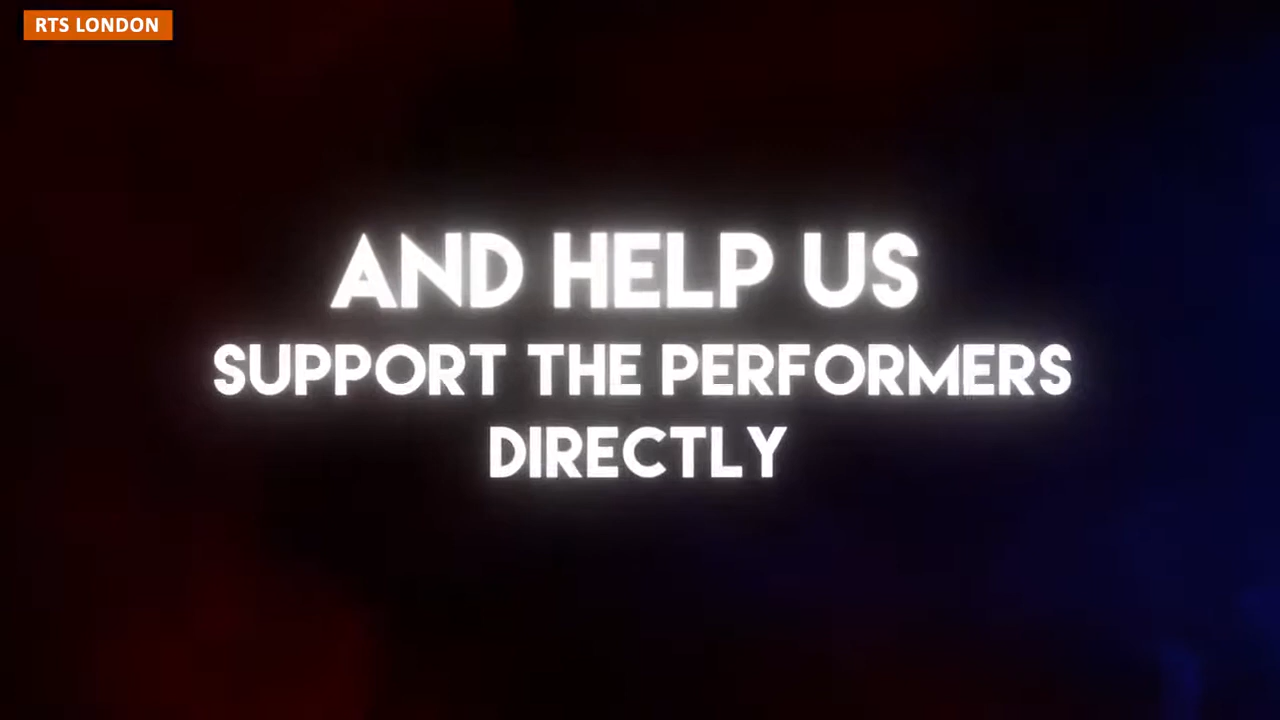 RTS LONDON
AND HELP US
SUPPORT THE PERFORMERS
DIRECTLY